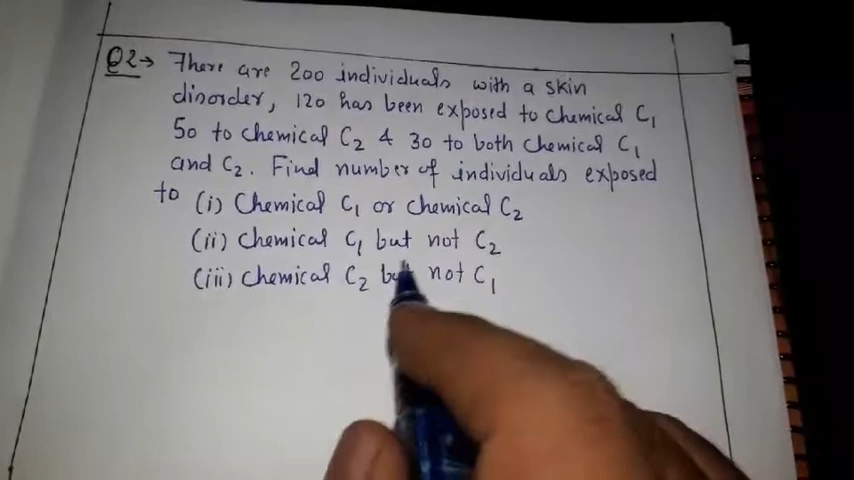 Q2→ There are 200 individuals with a skin
disorder, 120 has been exposed to chemical C1
50 to chemical C2 & 30 to both chemical C1
and C2. Find number of individuals exposed
to (i) Chemical C1 or chemical C2
(ii) Chemical C1 but not C2
(iii) Chemical C2 but not C1